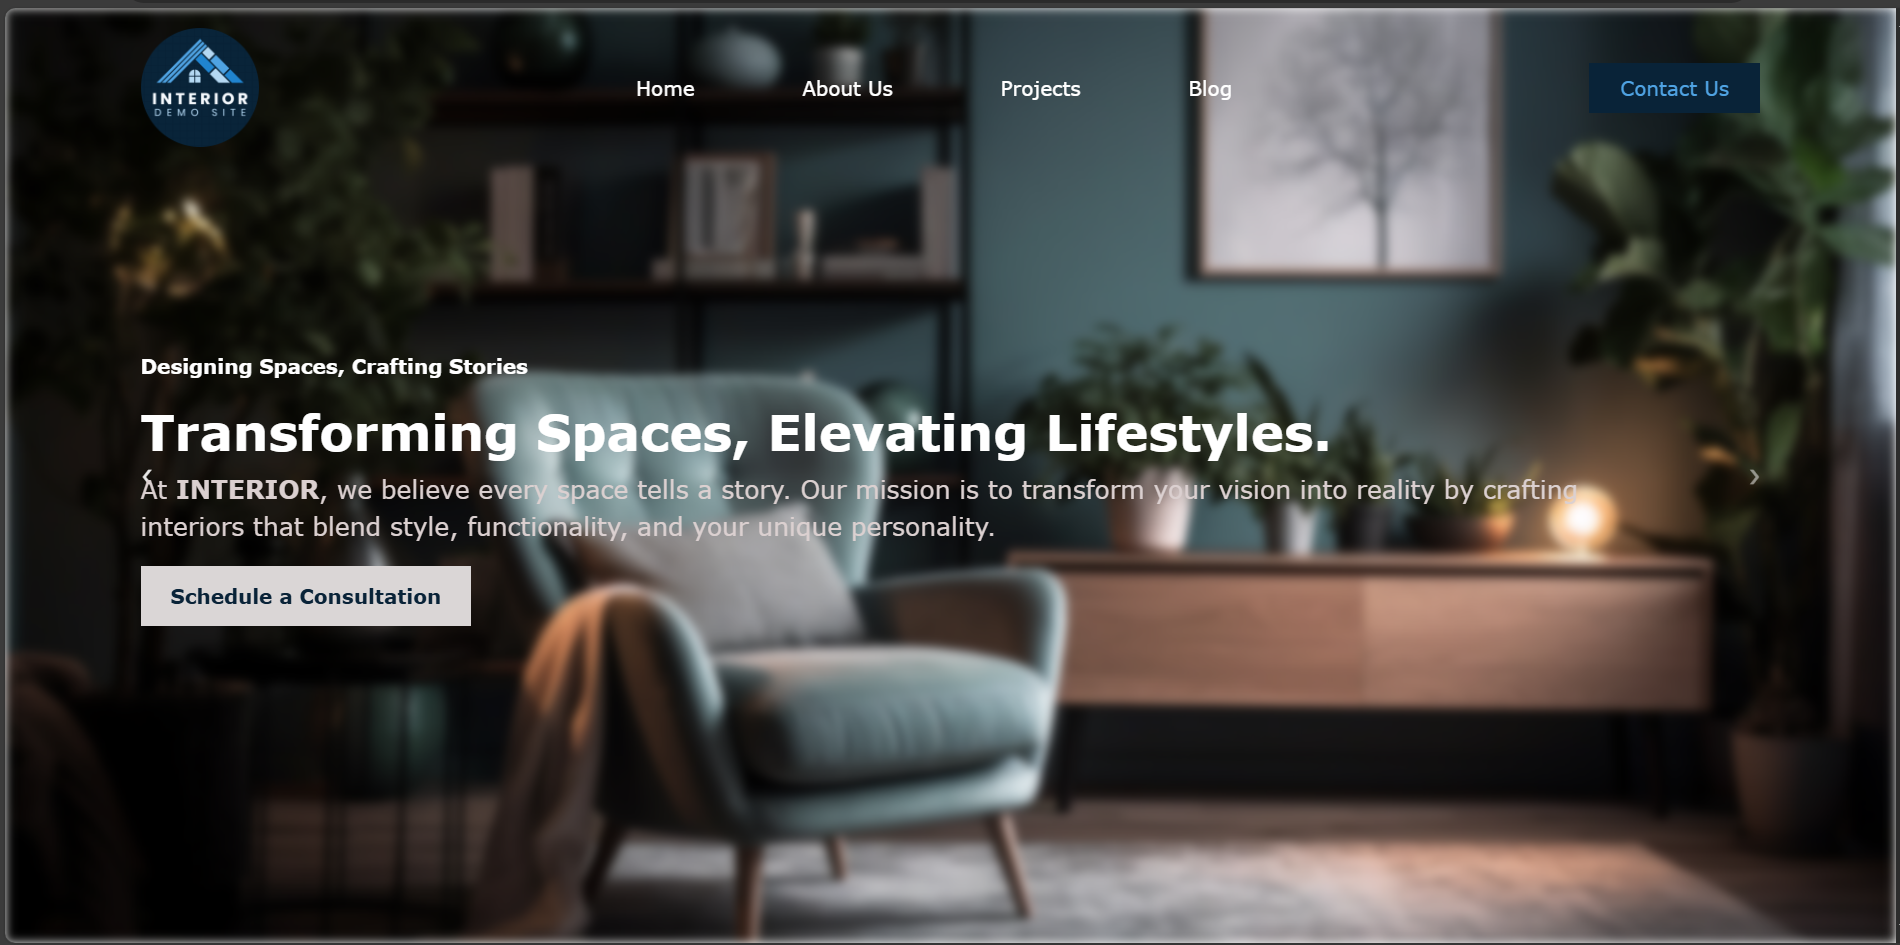 INTERIOR
DEMO SITE
Home
About Us
Projects
Blog
Contact Us
Designing Spaces, Crafting Stories
Transforming Spaces, Elevating Lifestyles.
At INTERIOR, we believe every space tells a story. Our mission is to transform your vision into reality by crafting
interiors that blend style, functionality, and your unique personality.
Schedule a Consultation